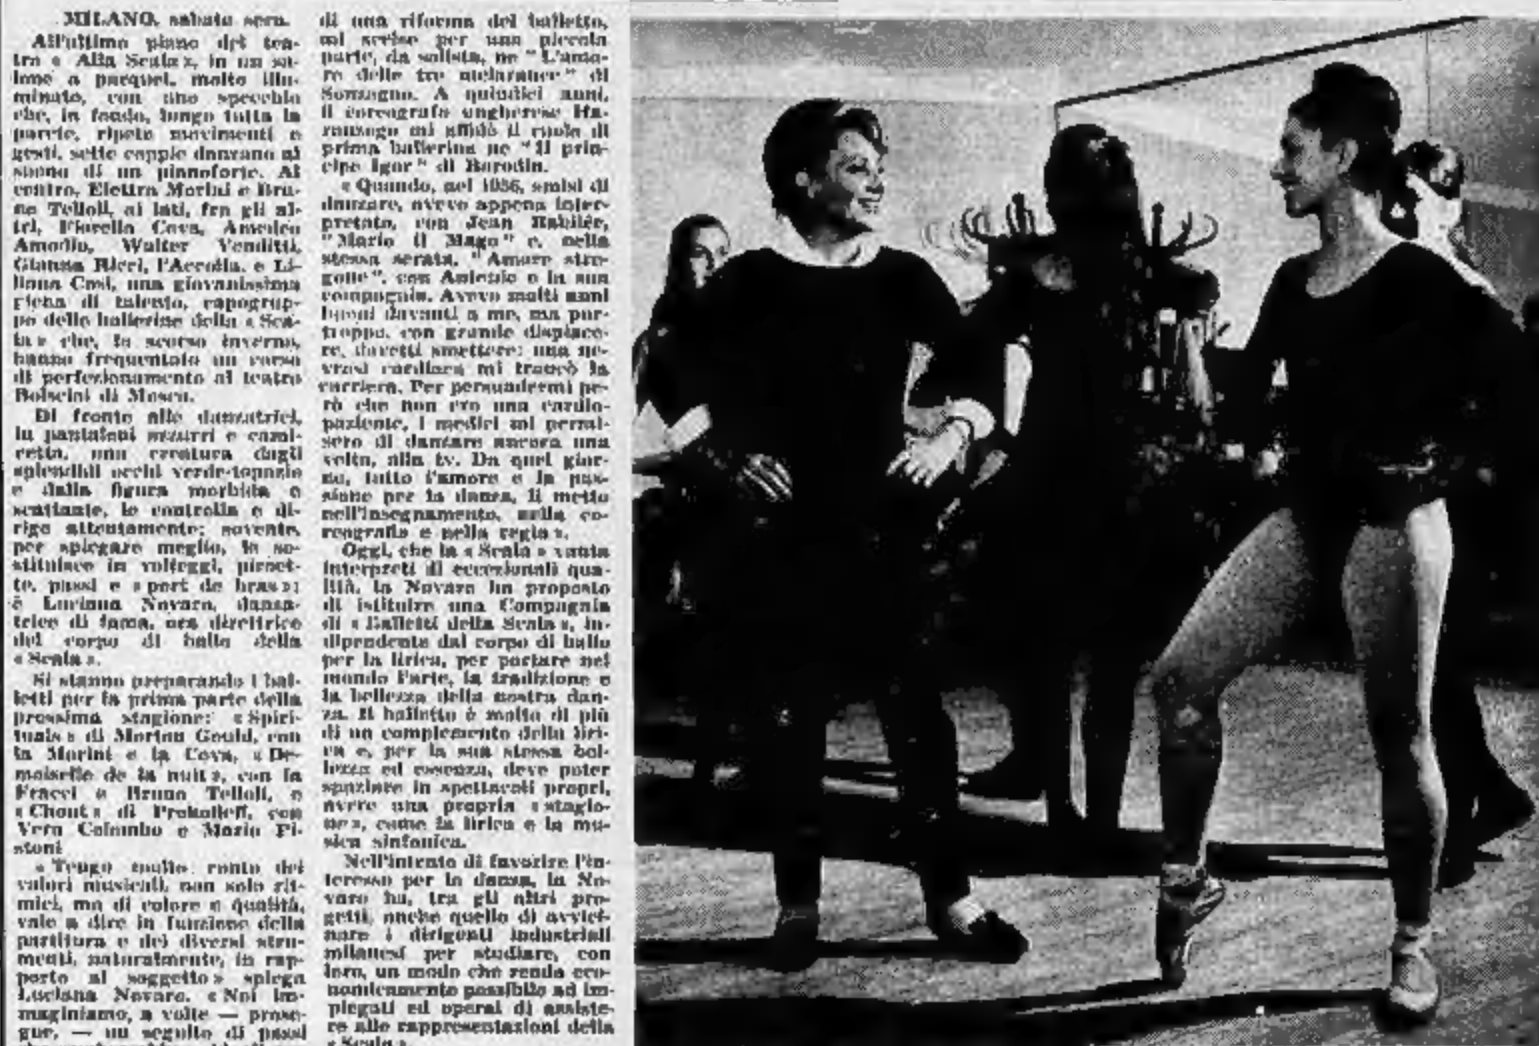 MILANO, sabato sera.
All'ultimo piano del tea-
tro « Alla Scala », in un sa-
lone a parquet, molto illu-
minato, con uno specchio
che, in fondo, lungo tutta la
parete, ripete movimenti e
gesti, sette coppie danzano al
suono di un pianoforte. Al
centro, Elettra Morini e Bru-
no Telloli, ai lati, fra gli al-
tri, Fiorella Cova, Amedeo
Amodio, Walter Venditti,
Gianna Ricci, l'Accolla, e Li-
liana Cosi, una giovanissima
piena di talento, capogrup-
po delle ballerine della « Sca-
la » che, lo scorso inverno,
hanno frequentato un corso
di perfezionamento al teatro
Bolscini di Mosca.
Di fronte alle danzatrici,
in pantaloni azzurri e cami-
cetta, una creatura dagli
splendidi occhi verde-topazio
e dalla figura morbida e
scattante, le controlla e di-
rige attentamente; sovente,
per spiegare meglio, le so-
stituisce in volteggi, piroet-
te, passi e « port de bras »:
è Luciana Novaro, danza-
trice di fama, ora direttrice
del corpo di ballo della
« Scala ».
Si stanno preparando i bal-
letti per la prima parte della
prossima stagione: « Spiri-
tuals » di Morton Gould, con
la Morini e la Cova, « De-
moiselle de la nuit », con la
Fracci e Bruno Telloli, e
« Chout » di Prokofieff, con
Vera Colombo e Mario Pi-
stoni
« Tengo molto conto dei
valori musicali, non solo rit-
mici, ma di colore e qualità,
vale a dire in funzione della
partitura e dei diversi stru-
menti, naturalmente, in rap-
porto al soggetto » spiega
Luciana Novaro. « Noi im-
maginiamo, a volte — prose-
gue, — un seguito di passi
di una riforma del balletto,
mi scelse per una piccola
parte, da solista, ne "L'amo-
re delle tre melarance" di
Sonzogno. A quindici anni,
il coreografo ungherese Ha-
ranzogo mi affidò il ruolo di
prima ballerina ne "Il prin-
cipe Igor" di Borodin.
« Quando, nel 1956, smisi di
danzare, avevo appena inter-
pretato, con Jean Babilée,
"Mario il Mago" e, nella
stessa serata, "Amore stre-
gone", con Antonio e la sua
compagnia. Avevo molti anni
buoni davanti a me, ma pur-
troppo, con grande dispiace-
re, dovetti smettere: una ne-
vrosi cardiaca mi troncò la
carriera. Per persuadermi pe-
rò che non ero una cardio-
paziente, i medici mi permi-
sero di danzare ancora una
volta, alla tv. Da quel gior-
no, tutto l'amore e la pas-
sione per la danza, li metto
nell'insegnamento, nella co-
reografia e nella regia ».
Oggi, che la « Scala » vanta
interpreti di eccezionali qua-
lità, la Novaro ha proposto
di istituire una Compagnia
di « Balletti della Scala », in-
dipendente dal corpo di ballo
per la lirica, per portare nel
mondo l'arte, la tradizione e
la bellezza della nostra dan-
za. Il balletto è molto di più
di un complemento della liri-
ca e, per la sua stessa bel-
lezza ed essenza, deve poter
spaziare in spettacoli propri,
avere una propria « stagio-
ne », come la lirica e la mu-
sica sinfonica.
Nell'intento di favorire l'in-
teresse per la danza, la No-
varo ha, tra gli altri pro-
getti, anche quello di avvici-
nare i dirigenti industriali
milanesi per studiare, con
loro, un modo che renda eco-
nomicamente possibile ad im-
piegati ed operai di assiste-
re alle rappresentazioni della
« Scala ».